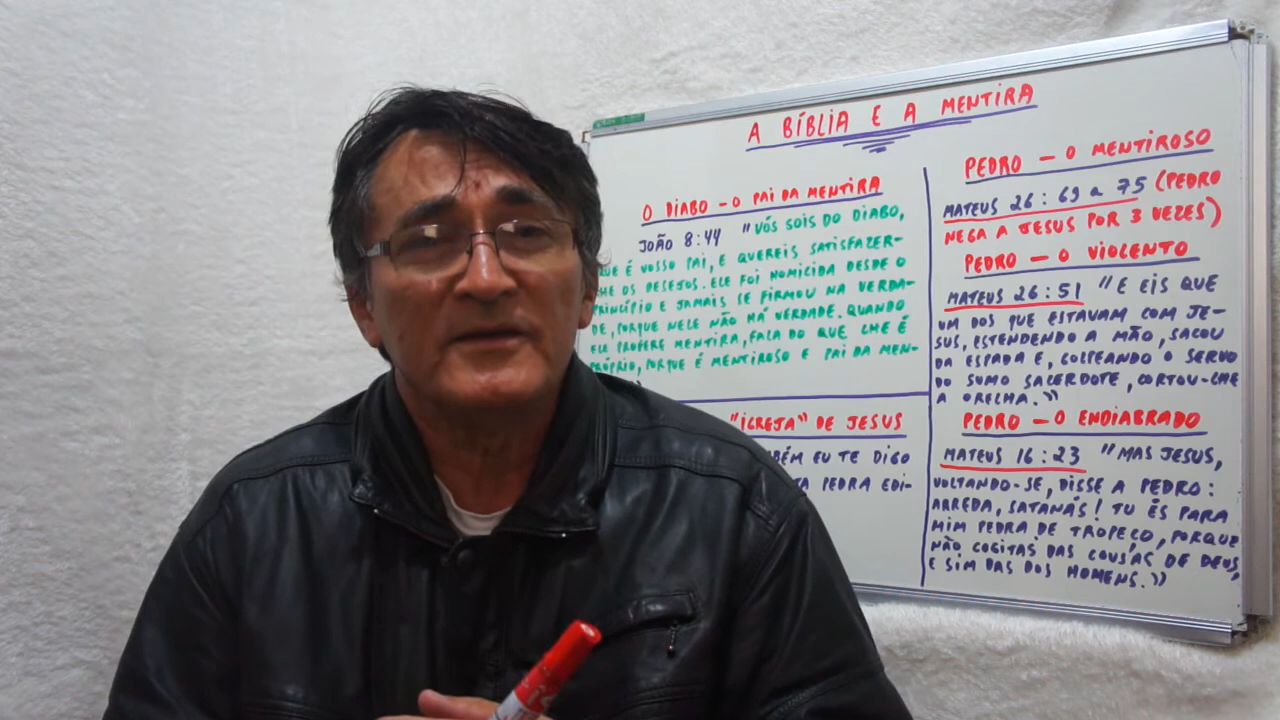 A BÍBLIA E A MENTIRA
O DIABO - O PAI DA MENTIRA
JOÃO 8:44 "VÓS SOIS DO DIABO,
QUE É VOSSO PAI, E QUEREIS SATISFAZER-
LHE OS DESEJOS. ELE FOI HOMICIDA DESDE O
PRINCÍPIO E JAMAIS SE FIRMOU NA VERDA-
DE, PORQUE NELE NÃO HÁ VERDADE. QUANDO
ELE PROFERE MENTIRA, FALA DO QUE LHE É
PRÓPRIO, PORQUE É MENTIROSO E PAI DA MEN-
"IGREJA" DE JESUS
BÉM EU TE DIGO
TA PEDRA EDI-
PEDRO - O MENTIROSO
MATEUS 26:69 a 75 (PEDRO
NEGA A JESUS POR 3 VEZES)
PEDRO - O VIOLENTO
MATEUS 26:51 "E EIS QUE
UM DOS QUE ESTAVAM COM JE-
SUS, ESTENDENDO A MÃO, SACOU
DA ESPADA E, GOLPEANDO O SERVO
DO SUMO SACERDOTE, CORTOU-LHE
A ORELHA."
PEDRO - O ENDIABRADO
MATEUS 16:23 "MAS JESUS,
VOLTANDO-SE, DISSE A PEDRO:
ARREDA, SATANÁS! TU ÉS PARA
MIM PEDRA DE TROPEÇO, PORQUE
NÃO COGITAS DAS COUSAS DE DEUS,
E SIM DAS DOS HOMENS."